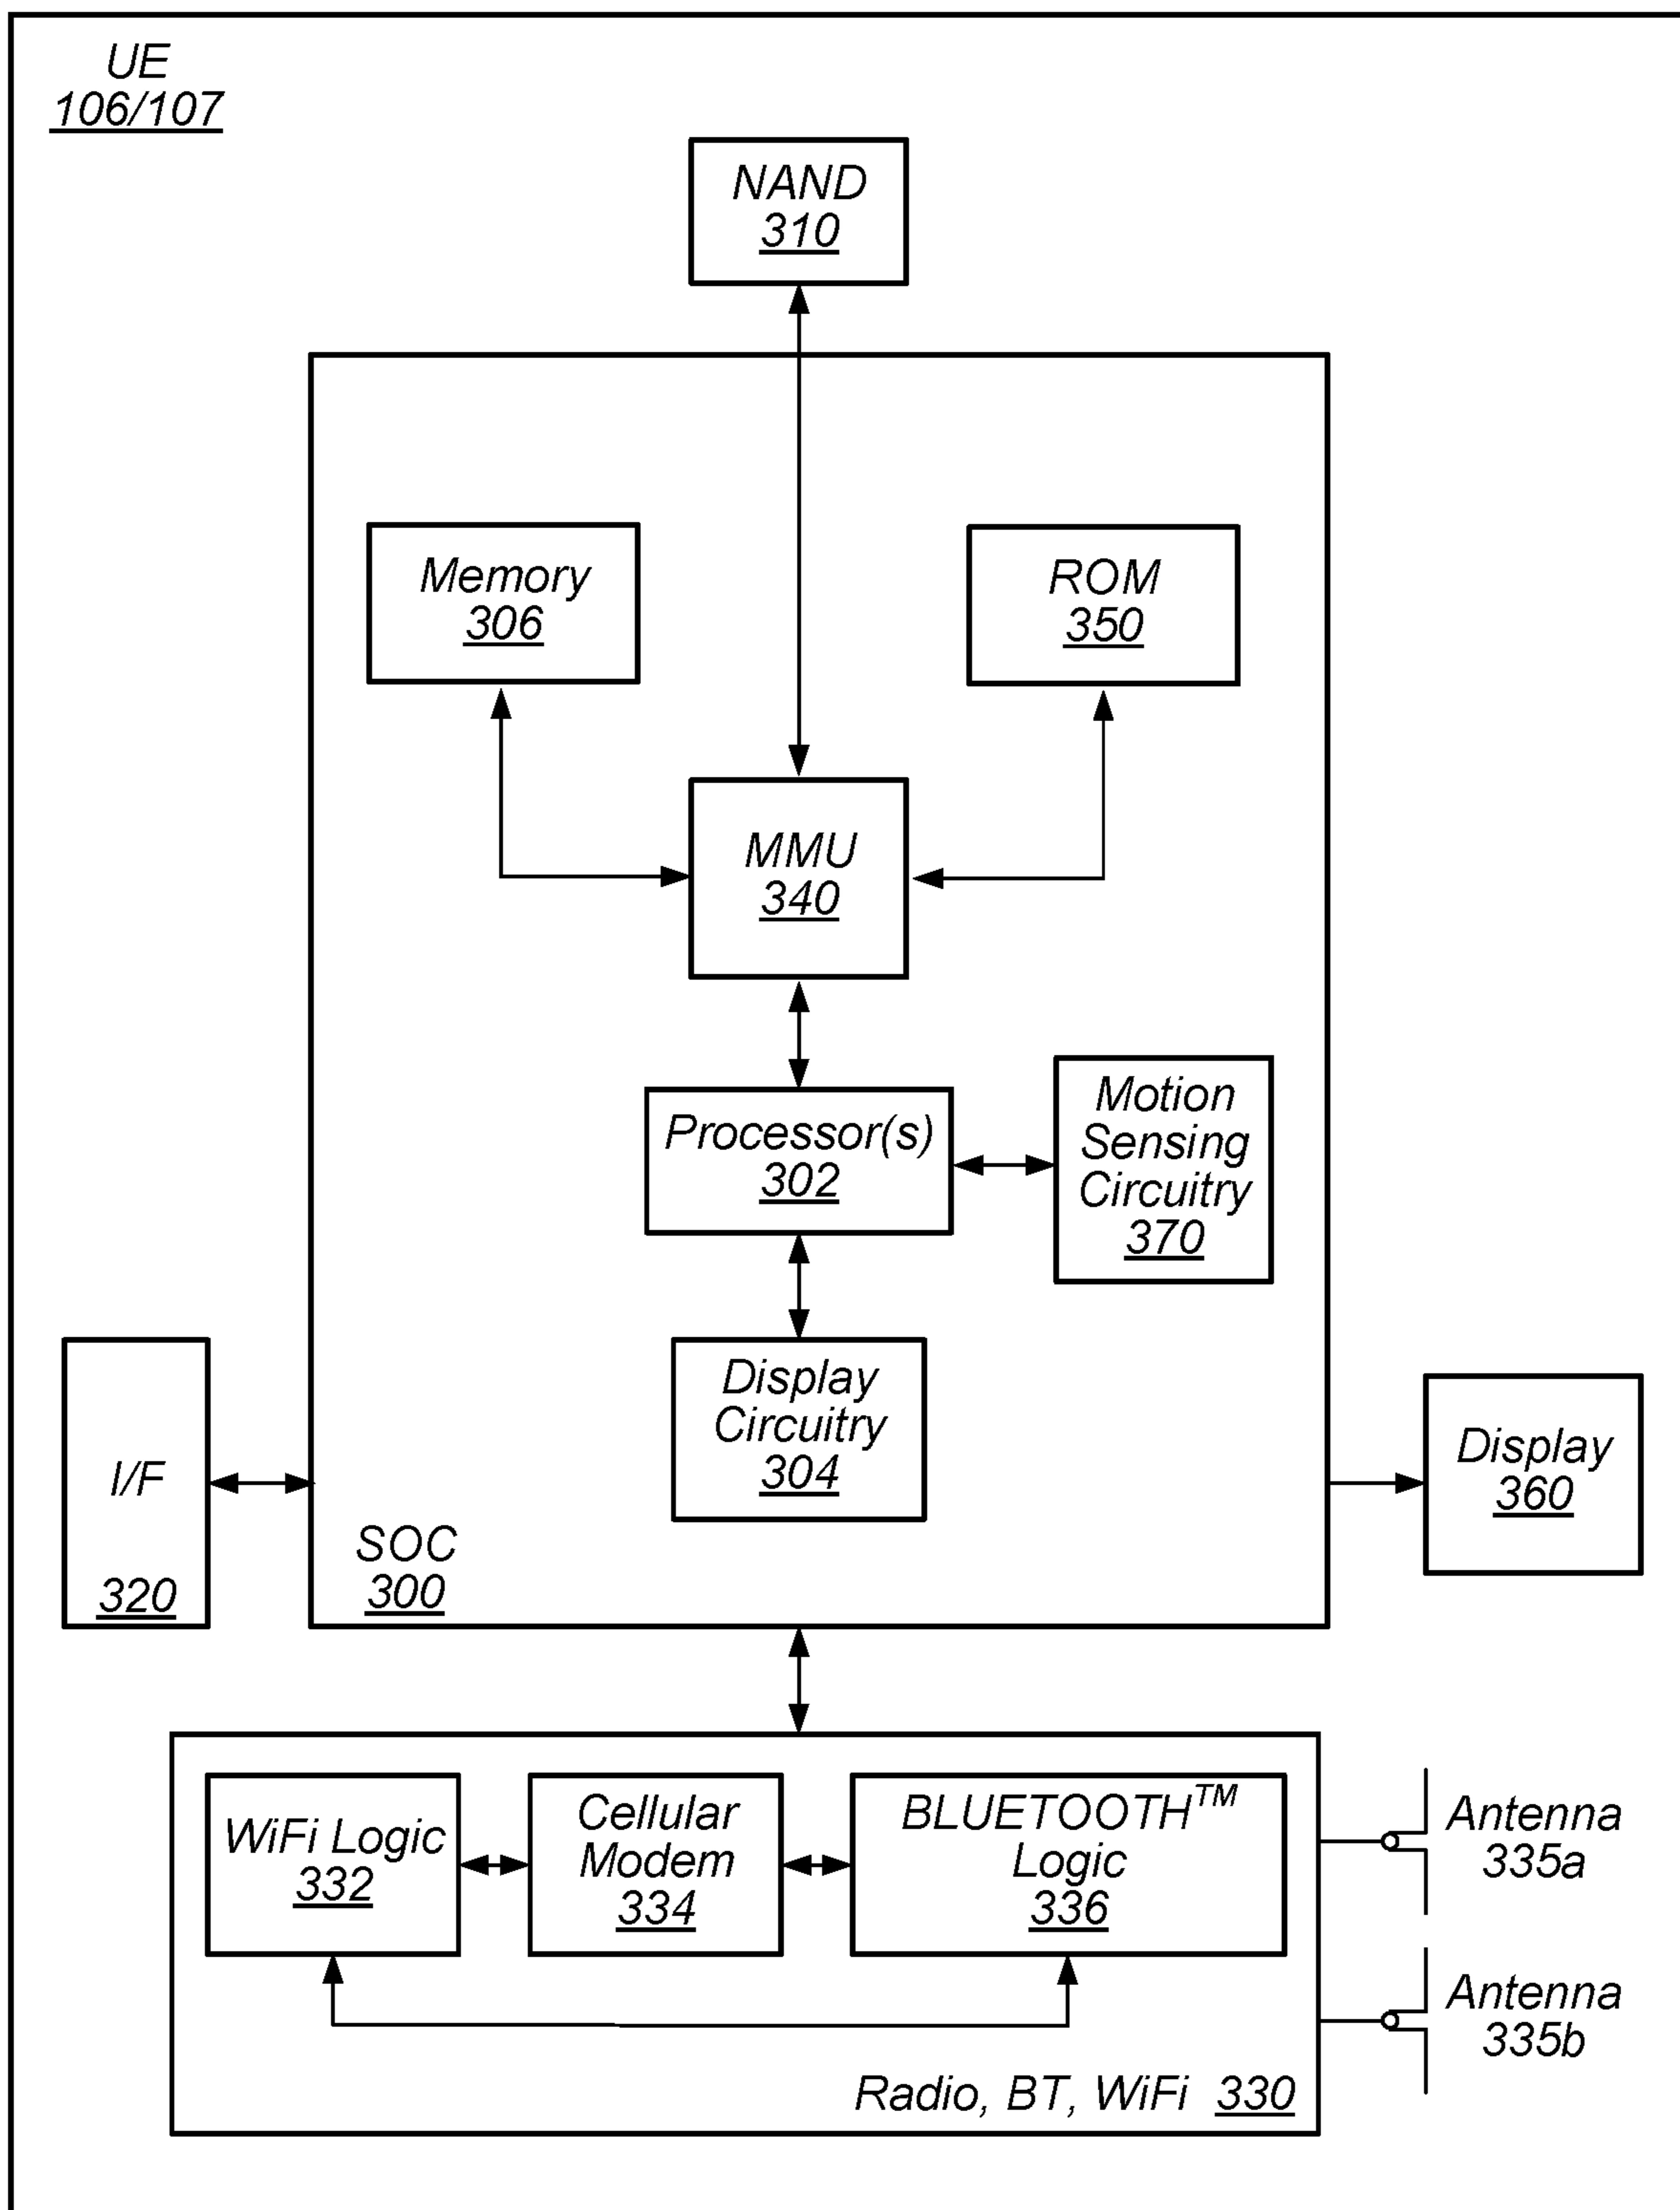 UE
106/107
NAND
310
Memory
306
ROM
350
MMU
340
Processor(s)
302
Motion
Sensing
Circuitry
370
Display
Circuitry
304
I/F
320
SOC
300
Display
360
WiFi Logic
332
Cellular
Modem
334
BLUETOOTH™
Logic
336
Antenna
335a
Antenna
335b
Radio, BT, WiFi 330